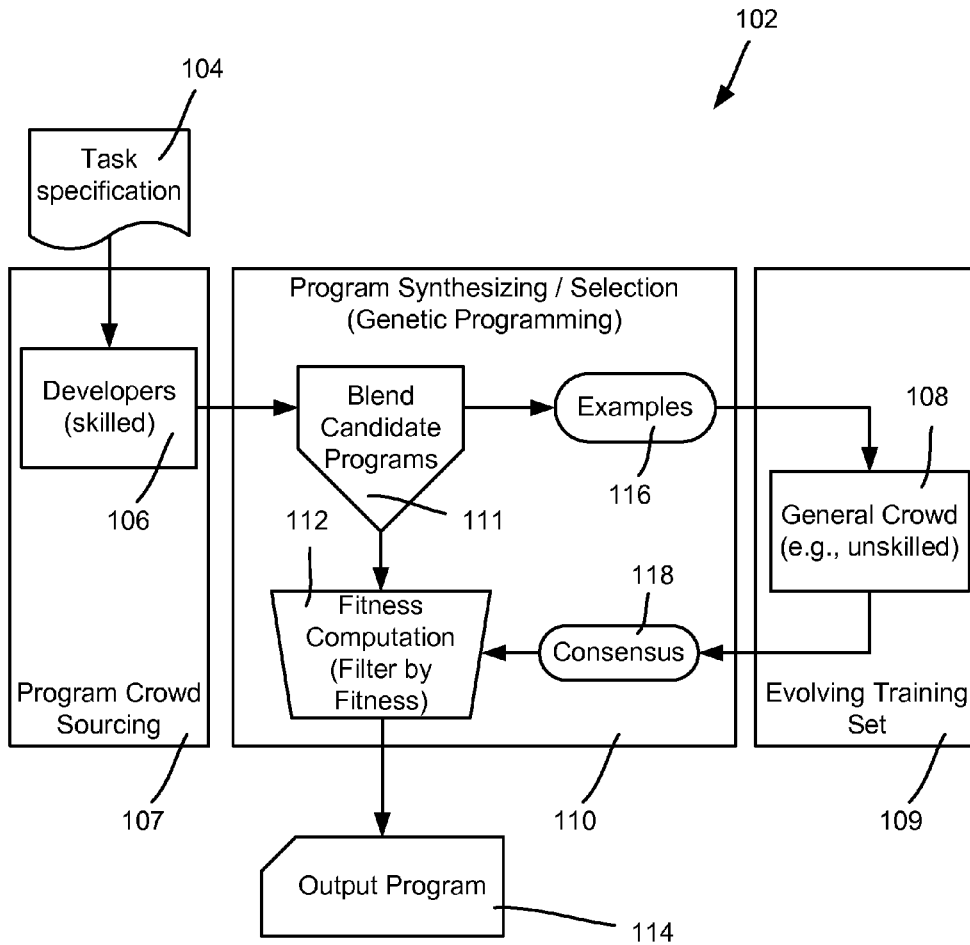 102
104
Task
specification
Program Synthesizing / Selection
(Genetic Programming)
Developers
(skilled)
Blend
Candidate
Programs
Examples
108
106
112
111
116
General Crowd
(e.g., unskilled)
118
Fitness
Computation
(Filter by
Fitness)
Consensus
Program Crowd
Sourcing
Evolving Training
Set
107
110
109
Output Program
114